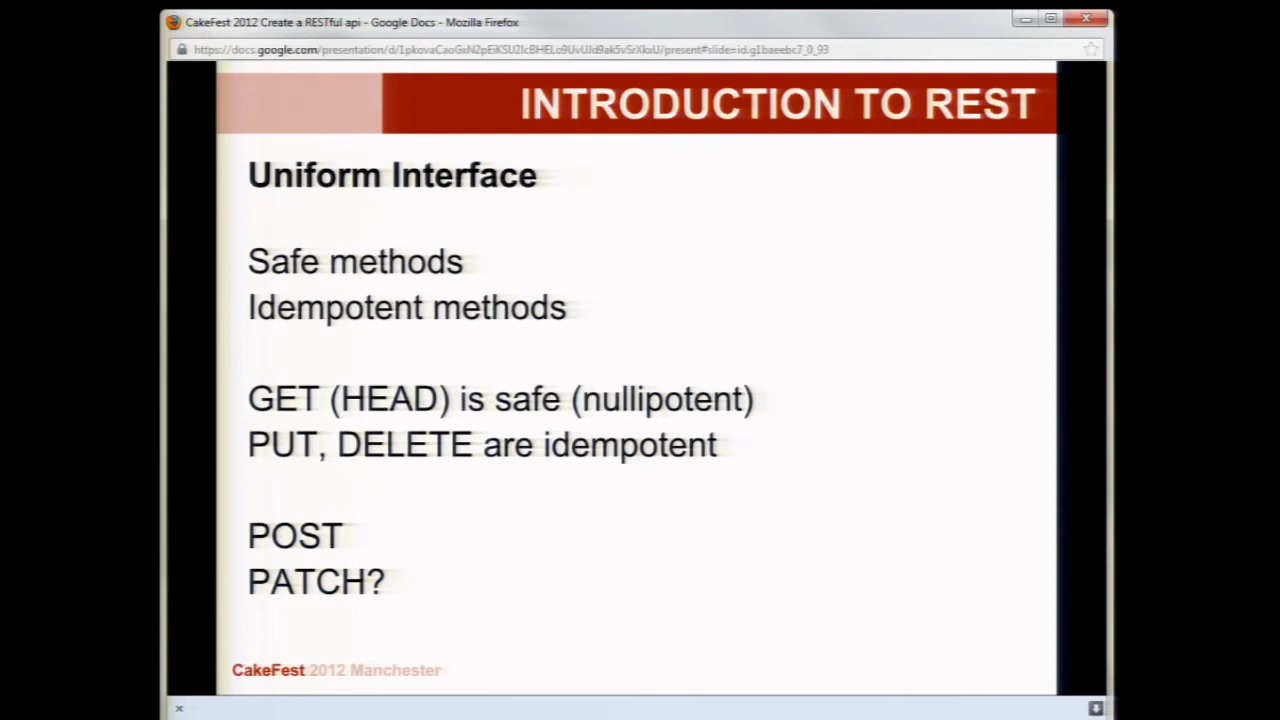 CakeFest 2012 Create a RESTful api - Google Docs - Mozilla Firefox
INTRODUCTION TO REST
Uniform Interface
Safe methods
Idempotent methods
GET (HEAD) is safe (nullipotent)
PUT, DELETE are idempotent
POST
PATCH?
CakeFest 2012 Manchester